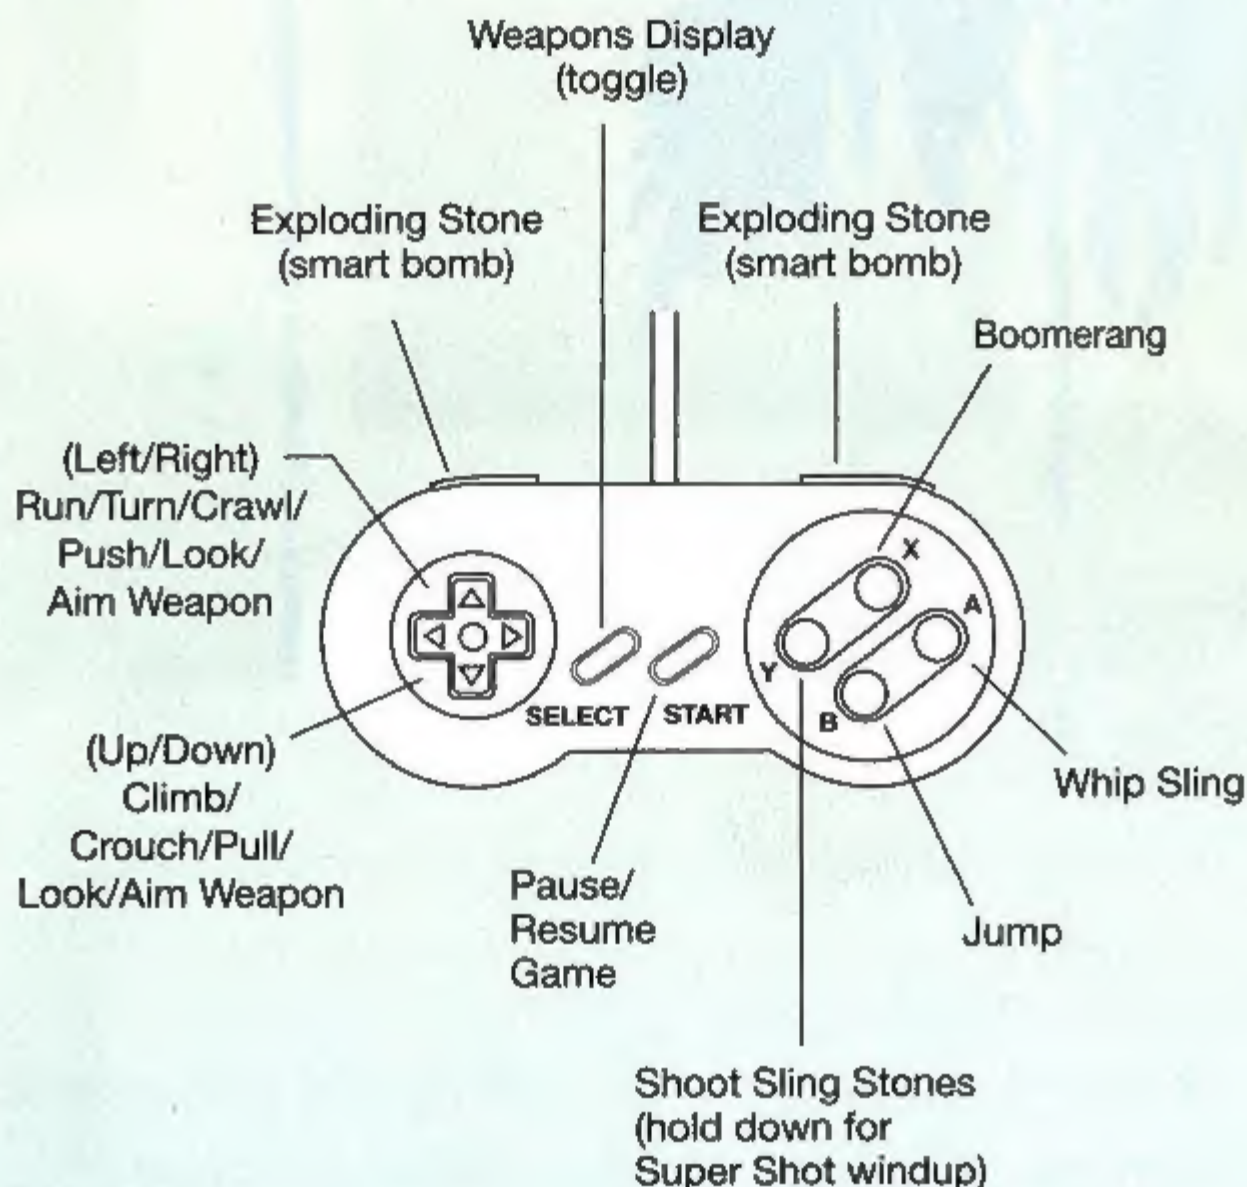 Weapons Display
(toggle)
Exploding Stone
(smart bomb)
Exploding Stone
(smart bomb)
Boomerang
(Left/Right)
Run/Turn/Crawl/
Push/Look/
Aim Weapon
X
A
Y
B
SELECT
START
(Up/Down)
Climb/
Crouch/Pull/
Look/Aim Weapon
Whip Sling
Pause/
Resume
Game
Jump
Shoot Sling Stones
(hold down for
Super Shot windup)